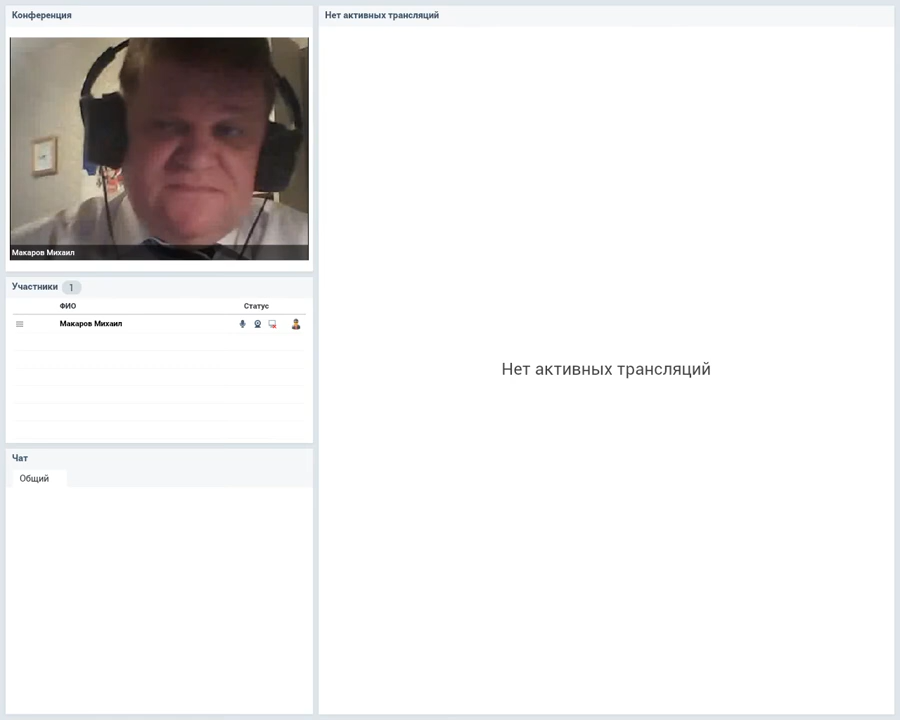 Конференция
Макаров Михаил
Участники 1
ФИО Статус
Макаров Михаил
Чат
Общий
Нет активных трансляций
Нет активных трансляций